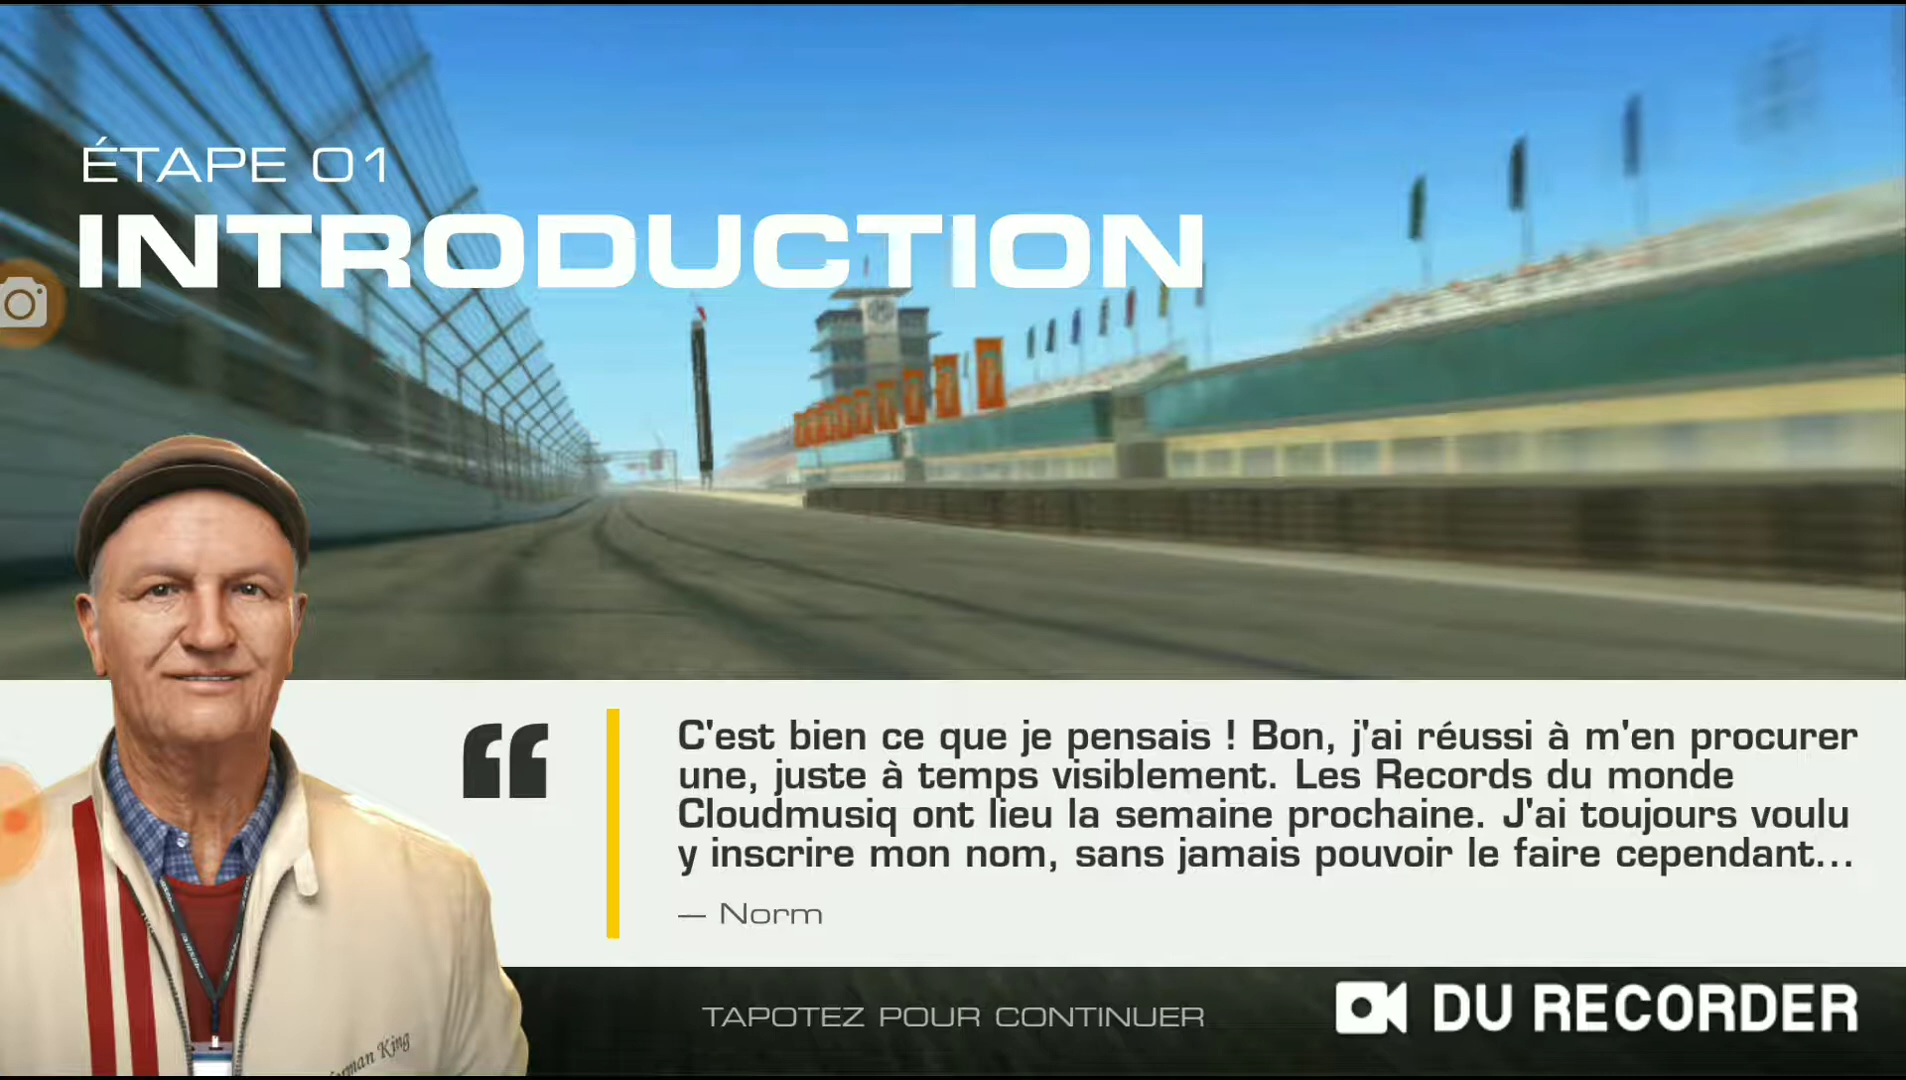 ÉTAPE 01
INTRODUCTION
C'est bien ce que je pensais ! Bon, j'ai réussi à m'en procurer
une, juste à temps visiblement. Les Records du monde
Cloudmusiq ont lieu la semaine prochaine. J'ai toujours voulu
y inscrire mon nom, sans jamais pouvoir le faire cependant...
— Norm
TAPOTEZ POUR CONTINUER
DU RECORDER
King